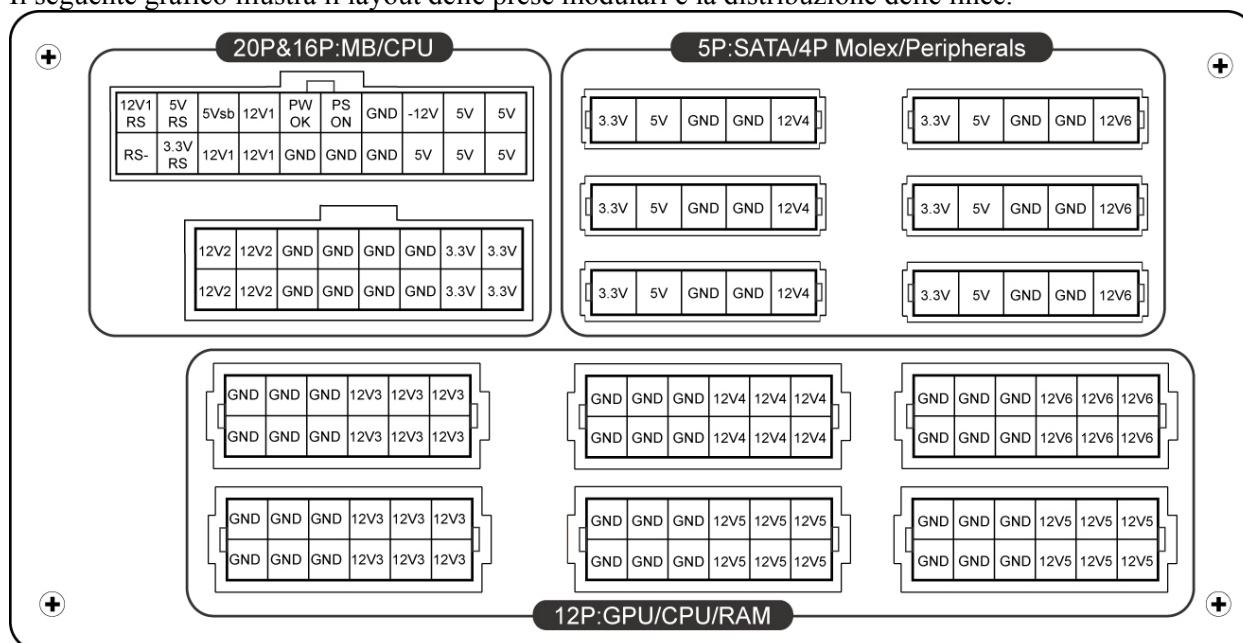 Il seguente grafico illustra il layout delle prese modulari e la distribuzione delle linee:
20P&16P:MB/CPU
12V1 RS 5V RS 5Vsb 12V1 PW OK PS ON GND -12V 5V 5V
RS- 3.3V RS 12V1 12V1 GND GND GND 5V 5V 5V
12V2 12V2 GND GND GND GND 3.3V 3.3V
12V2 12V2 GND GND GND GND 3.3V 3.3V
5P:SATA/4P Molex/Peripherals
3.3V 5V GND GND 12V4 3.3V 5V GND GND 12V6
3.3V 5V GND GND 12V4 3.3V 5V GND GND 12V6
3.3V 5V GND GND 12V4 3.3V 5V GND GND 12V6
GND GND GND 12V3 12V3 12V3 GND GND GND 12V4 12V4 12V4 GND GND GND 12V6 12V6 12V6
GND GND GND 12V3 12V3 12V3 GND GND GND 12V4 12V4 12V4 GND GND GND 12V6 12V6 12V6
GND GND GND 12V3 12V3 12V3 GND GND GND 12V5 12V5 12V5 GND GND GND 12V5 12V5 12V5
GND GND GND 12V3 12V3 12V3 GND GND GND 12V5 12V5 12V5 GND GND GND 12V5 12V5 12V5
12P:GPU/CPU/RAM